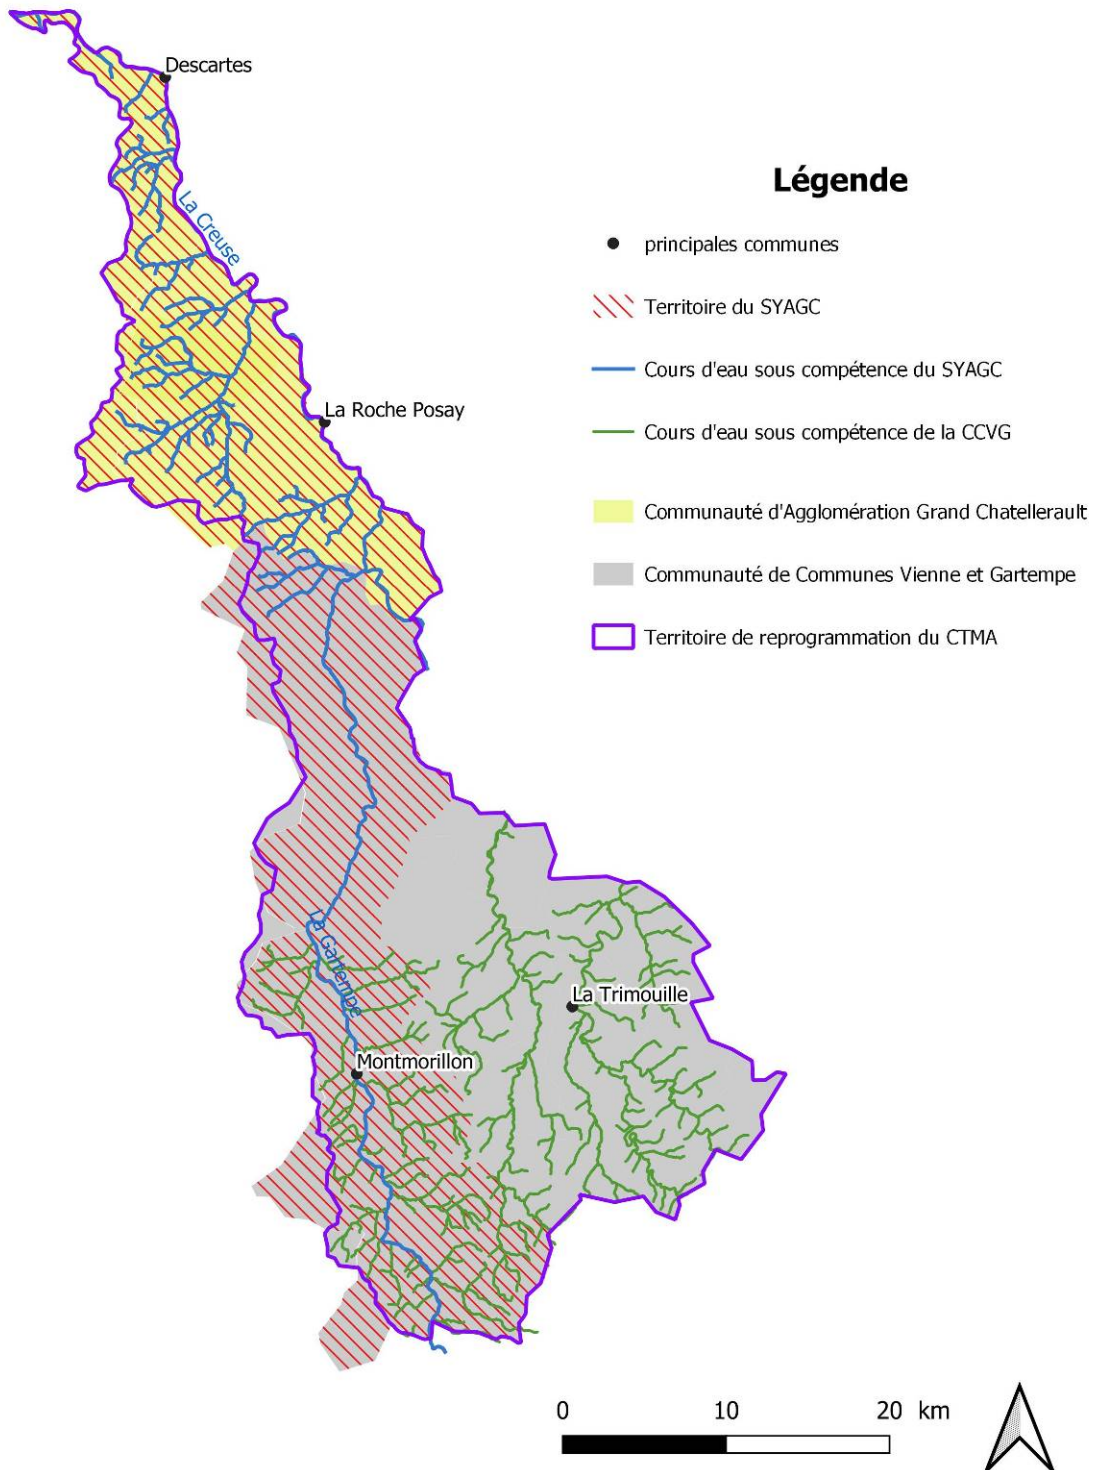 Descartes
La Creuse
La Roche Posay
La Gartempe
La Trimouille
Montmorillon
Légende
principales communes
Territoire du SYAGC
Cours d'eau sous compétence du SYAGC
Cours d'eau sous compétence de la CCVG
Communauté d'Agglomération Grand Chatellerault
Communauté de Communes Vienne et Gartempe
Territoire de reprogrammation du CTMA
0 10 20 km